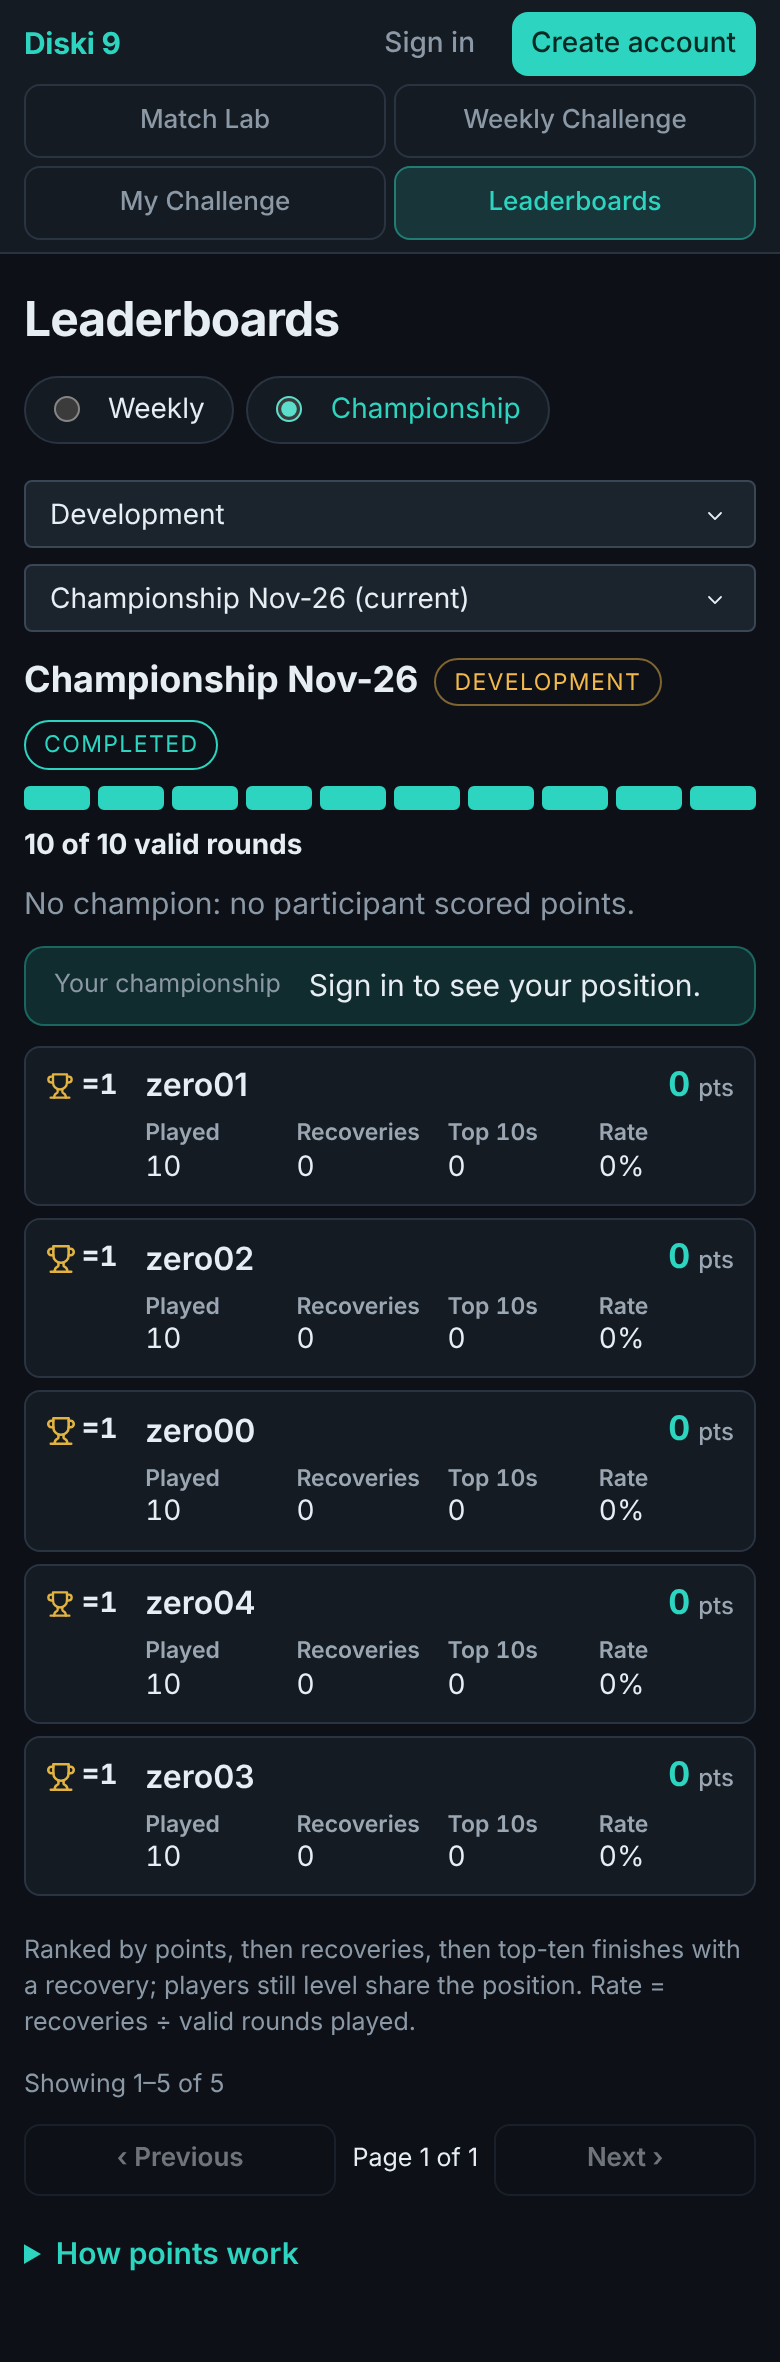 Diski 9 Sign in Create account
Match Lab Weekly Challenge
My Challenge Leaderboards
Leaderboards
Weekly Championship
Development
Championship Nov-26 (current)
Championship Nov-26 DEVELOPMENT
COMPLETED
10 of 10 valid rounds
No champion: no participant scored points.
Your championship Sign in to see your position.
=1 zero01 0 pts
Played Recoveries Top 10s Rate
10 0 0 0%
=1 zero02 0 pts
Played Recoveries Top 10s Rate
10 0 0 0%
=1 zero00 0 pts
Played Recoveries Top 10s Rate
10 0 0 0%
=1 zero04 0 pts
Played Recoveries Top 10s Rate
10 0 0 0%
=1 zero03 0 pts
Played Recoveries Top 10s Rate
10 0 0 0%
Ranked by points, then recoveries, then top-ten finishes with
a recovery; players still level share the position. Rate =
recoveries ÷ valid rounds played.
Showing 1–5 of 5
‹ Previous Page 1 of 1 Next ›
How points work